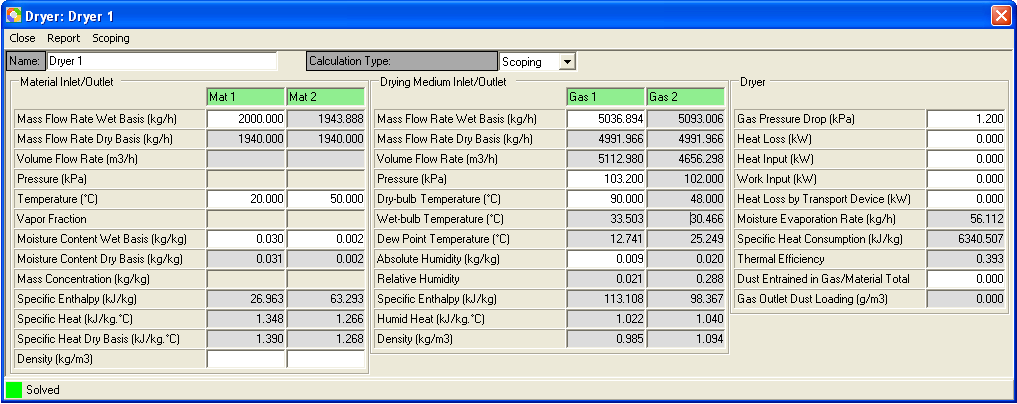 Dryer: Dryer 1
Close Report Scoping
Name: Dryer 1 Calculation Type: Scoping
Material Inlet/Outlet
Mat 1 Mat 2
Mass Flow Rate Wet Basis (kg/h) 2000.000 1943.888
Mass Flow Rate Dry Basis (kg/h) 1940.000 1940.000
Volume Flow Rate (m3/h)
Pressure (kPa)
Temperature (°C) 20.000 50.000
Vapor Fraction
Moisture Content Wet Basis (kg/kg) 0.030 0.002
Moisture Content Dry Basis (kg/kg) 0.031 0.002
Mass Concentration (kg/kg)
Specific Enthalpy (kJ/kg) 26.963 63.293
Specific Heat (kJ/kg.°C) 1.348 1.266
Specific Heat Dry Basis (kJ/kg.°C) 1.390 1.268
Density (kg/m3)
Drying Medium Inlet/Outlet
Gas 1 Gas 2
Mass Flow Rate Wet Basis (kg/h) 5036.894 5093.006
Mass Flow Rate Dry Basis (kg/h) 4991.966 4991.966
Volume Flow Rate (m3/h) 5112.980 4656.298
Pressure (kPa) 103.200 102.000
Dry-bulb Temperature (°C) 90.000 48.000
Wet-bulb Temperature (°C) 33.503 30.466
Dew Point Temperature (°C) 12.741 25.249
Absolute Humidity (kg/kg) 0.009 0.020
Relative Humidity 0.021 0.288
Specific Enthalpy (kJ/kg) 113.108 98.367
Humid Heat (kJ/kg.°C) 1.022 1.040
Density (kg/m3) 0.985 1.094
Dryer
Gas Pressure Drop (kPa) 1.200
Heat Loss (kW) 0.000
Heat Input (kW) 0.000
Work Input (kW) 0.000
Heat Loss by Transport Device (kW) 0.000
Moisture Evaporation Rate (kg/h) 56.112
Specific Heat Consumption (kJ/kg) 6340.507
Thermal Efficiency 0.393
Dust Entrained in Gas/Material Total 0.000
Gas Outlet Dust Loading (g/m3) 0.000
Solved